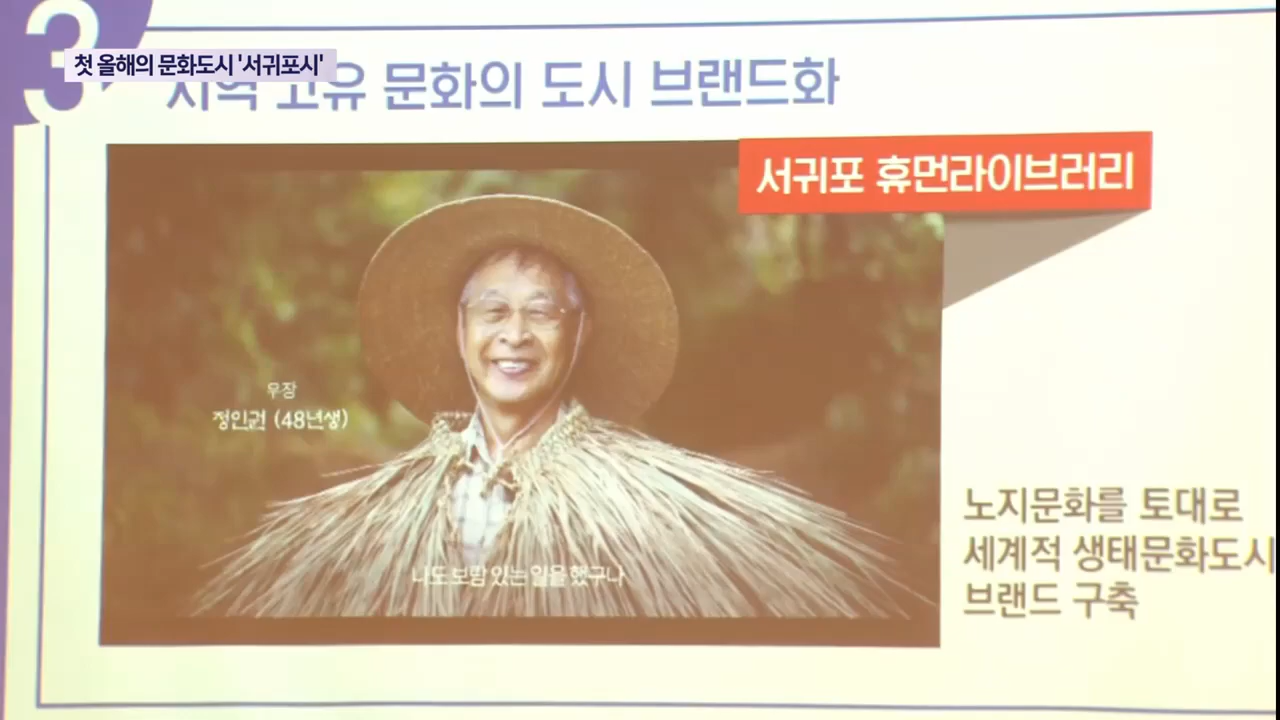 3
첫 올해의 문화도시 '서귀포시'
지역 고유 문화의 도시 브랜드화
서귀포 휴먼라이브러리
우장
정인권 (48년생)
나도 보람 있는 일을 했구나
노지문화를 토대로
세계적 생태문화도시
브랜드 구축